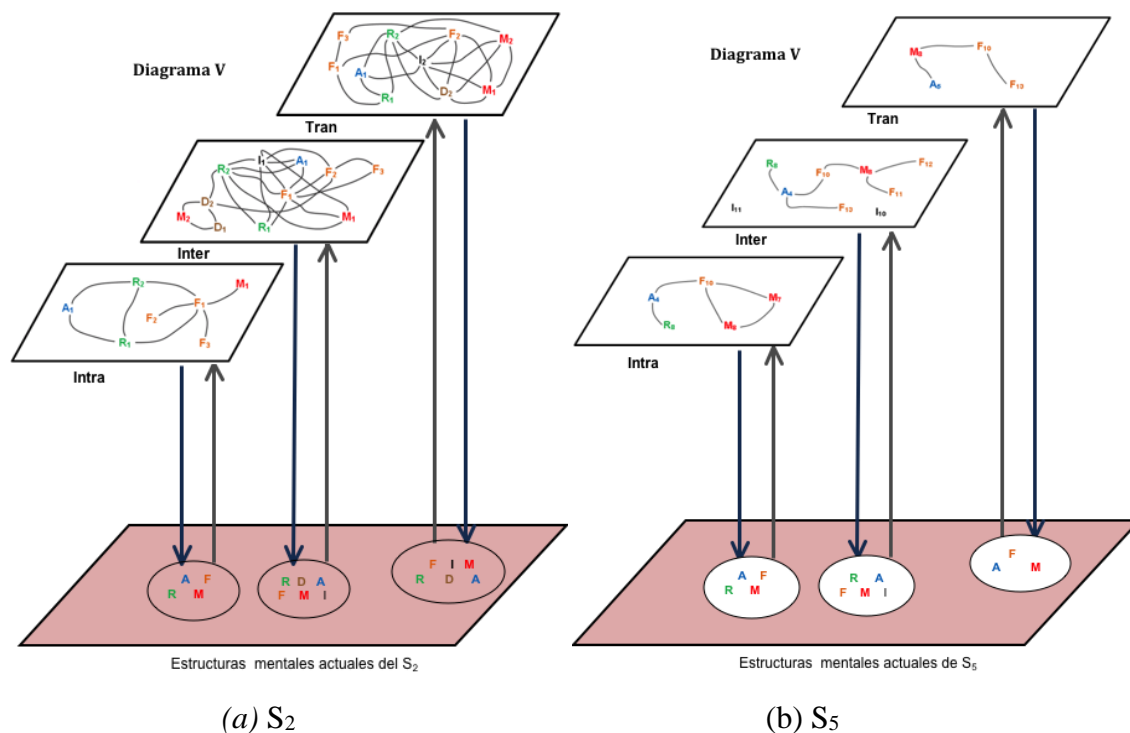 Diagrama V
F₃ R₂ F₂ M₂
F₁ A₁ I₂
R₁ D₂ M₁
Tran
I₁ A₁
R₂ F₂ F₃
D₂ F₁
M₂ D₁ R₁ M₁
Inter
R₂ M₁
A₁ F₁
F₂
R₁ F₃
Intra
A F
R M
R D A
F M I
F I M
R D A
Estructuras mentales actuales del S₂
(a) S₂
Diagrama V
M₈ F₁₀
A₈ F₁₃
Tran
R₈ F₁₀ M₈ F₁₂
A₄ F₁₁
I₁₁ F₁₃ I₁₀
Inter
A₄ F₁₀ M₇
R₈ M₈
Intra
A F
R M
R A
F M I
F
A M
Estructuras mentales actuales de S₅
(b) S₅